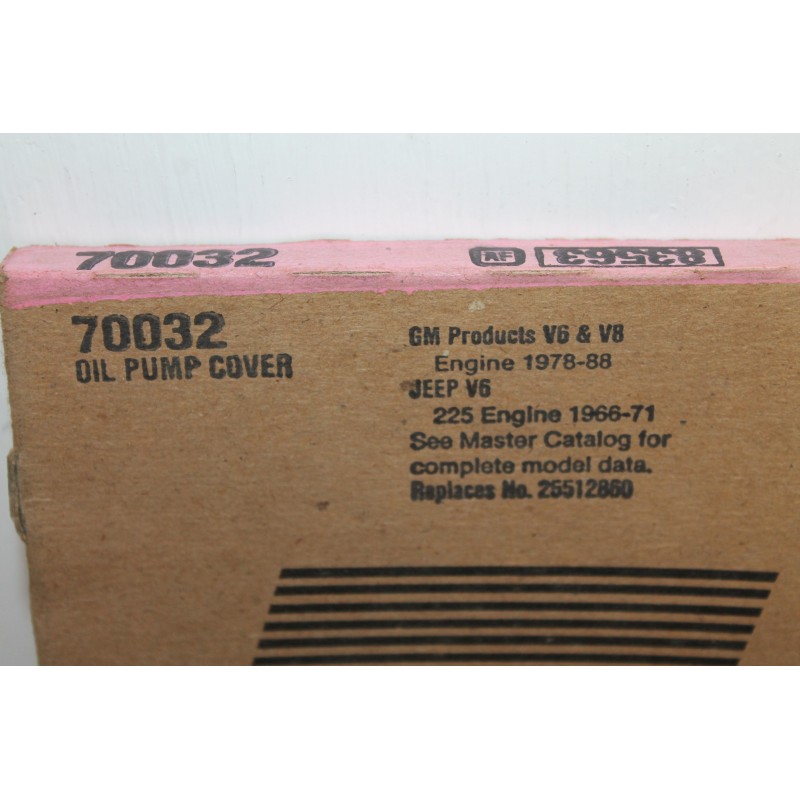 70032
AF 83563
70032
OIL PUMP COVER
GM Products V6 & V8
Engine 1978-88
JEEP V6
225 Engine 1966-71
See Master Catalog for
complete model data.
Replaces No. 25512860